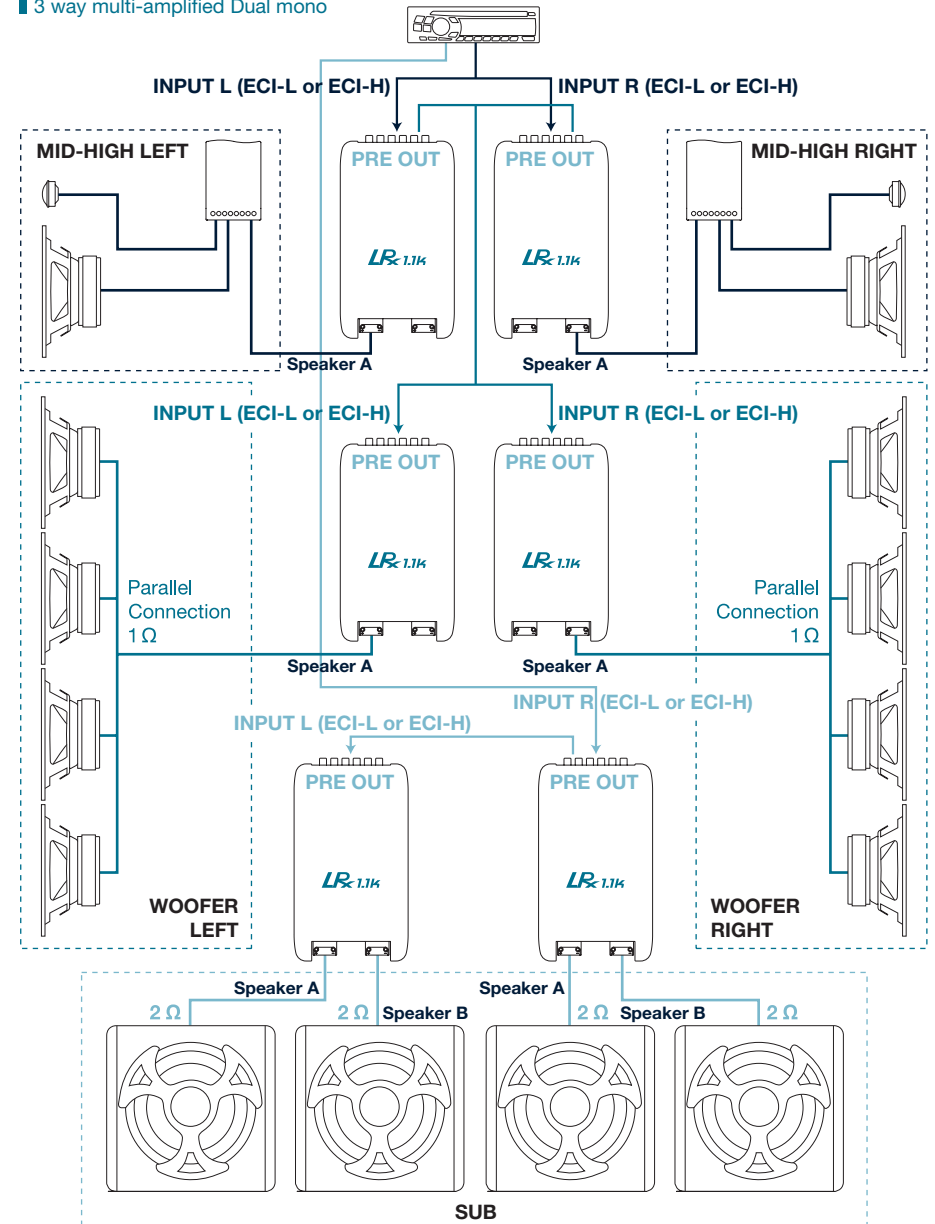 3 way multi-amplified Dual mono
INPUT L (ECI-L or ECI-H)
INPUT R (ECI-L or ECI-H)
MID-HIGH LEFT
PRE OUT
PRE OUT
MID-HIGH RIGHT
LRx 1.1K
LRx 1.1K
Speaker A
Speaker A
INPUT L (ECI-L or ECI-H)
INPUT R (ECI-L or ECI-H)
PRE OUT
PRE OUT
LRx 1.1K
LRx 1.1K
Parallel
Connection
1 Ω
Parallel
Connection
1 Ω
Speaker A
Speaker A
INPUT R (ECI-L or ECI-H)
INPUT L (ECI-L or ECI-H)
PRE OUT
PRE OUT
LRx 1.1K
LRx 1.1K
WOOFER
LEFT
WOOFER
RIGHT
Speaker A
Speaker A
2 Ω
2 Ω
Speaker B
2 Ω
Speaker B
2 Ω
SUB